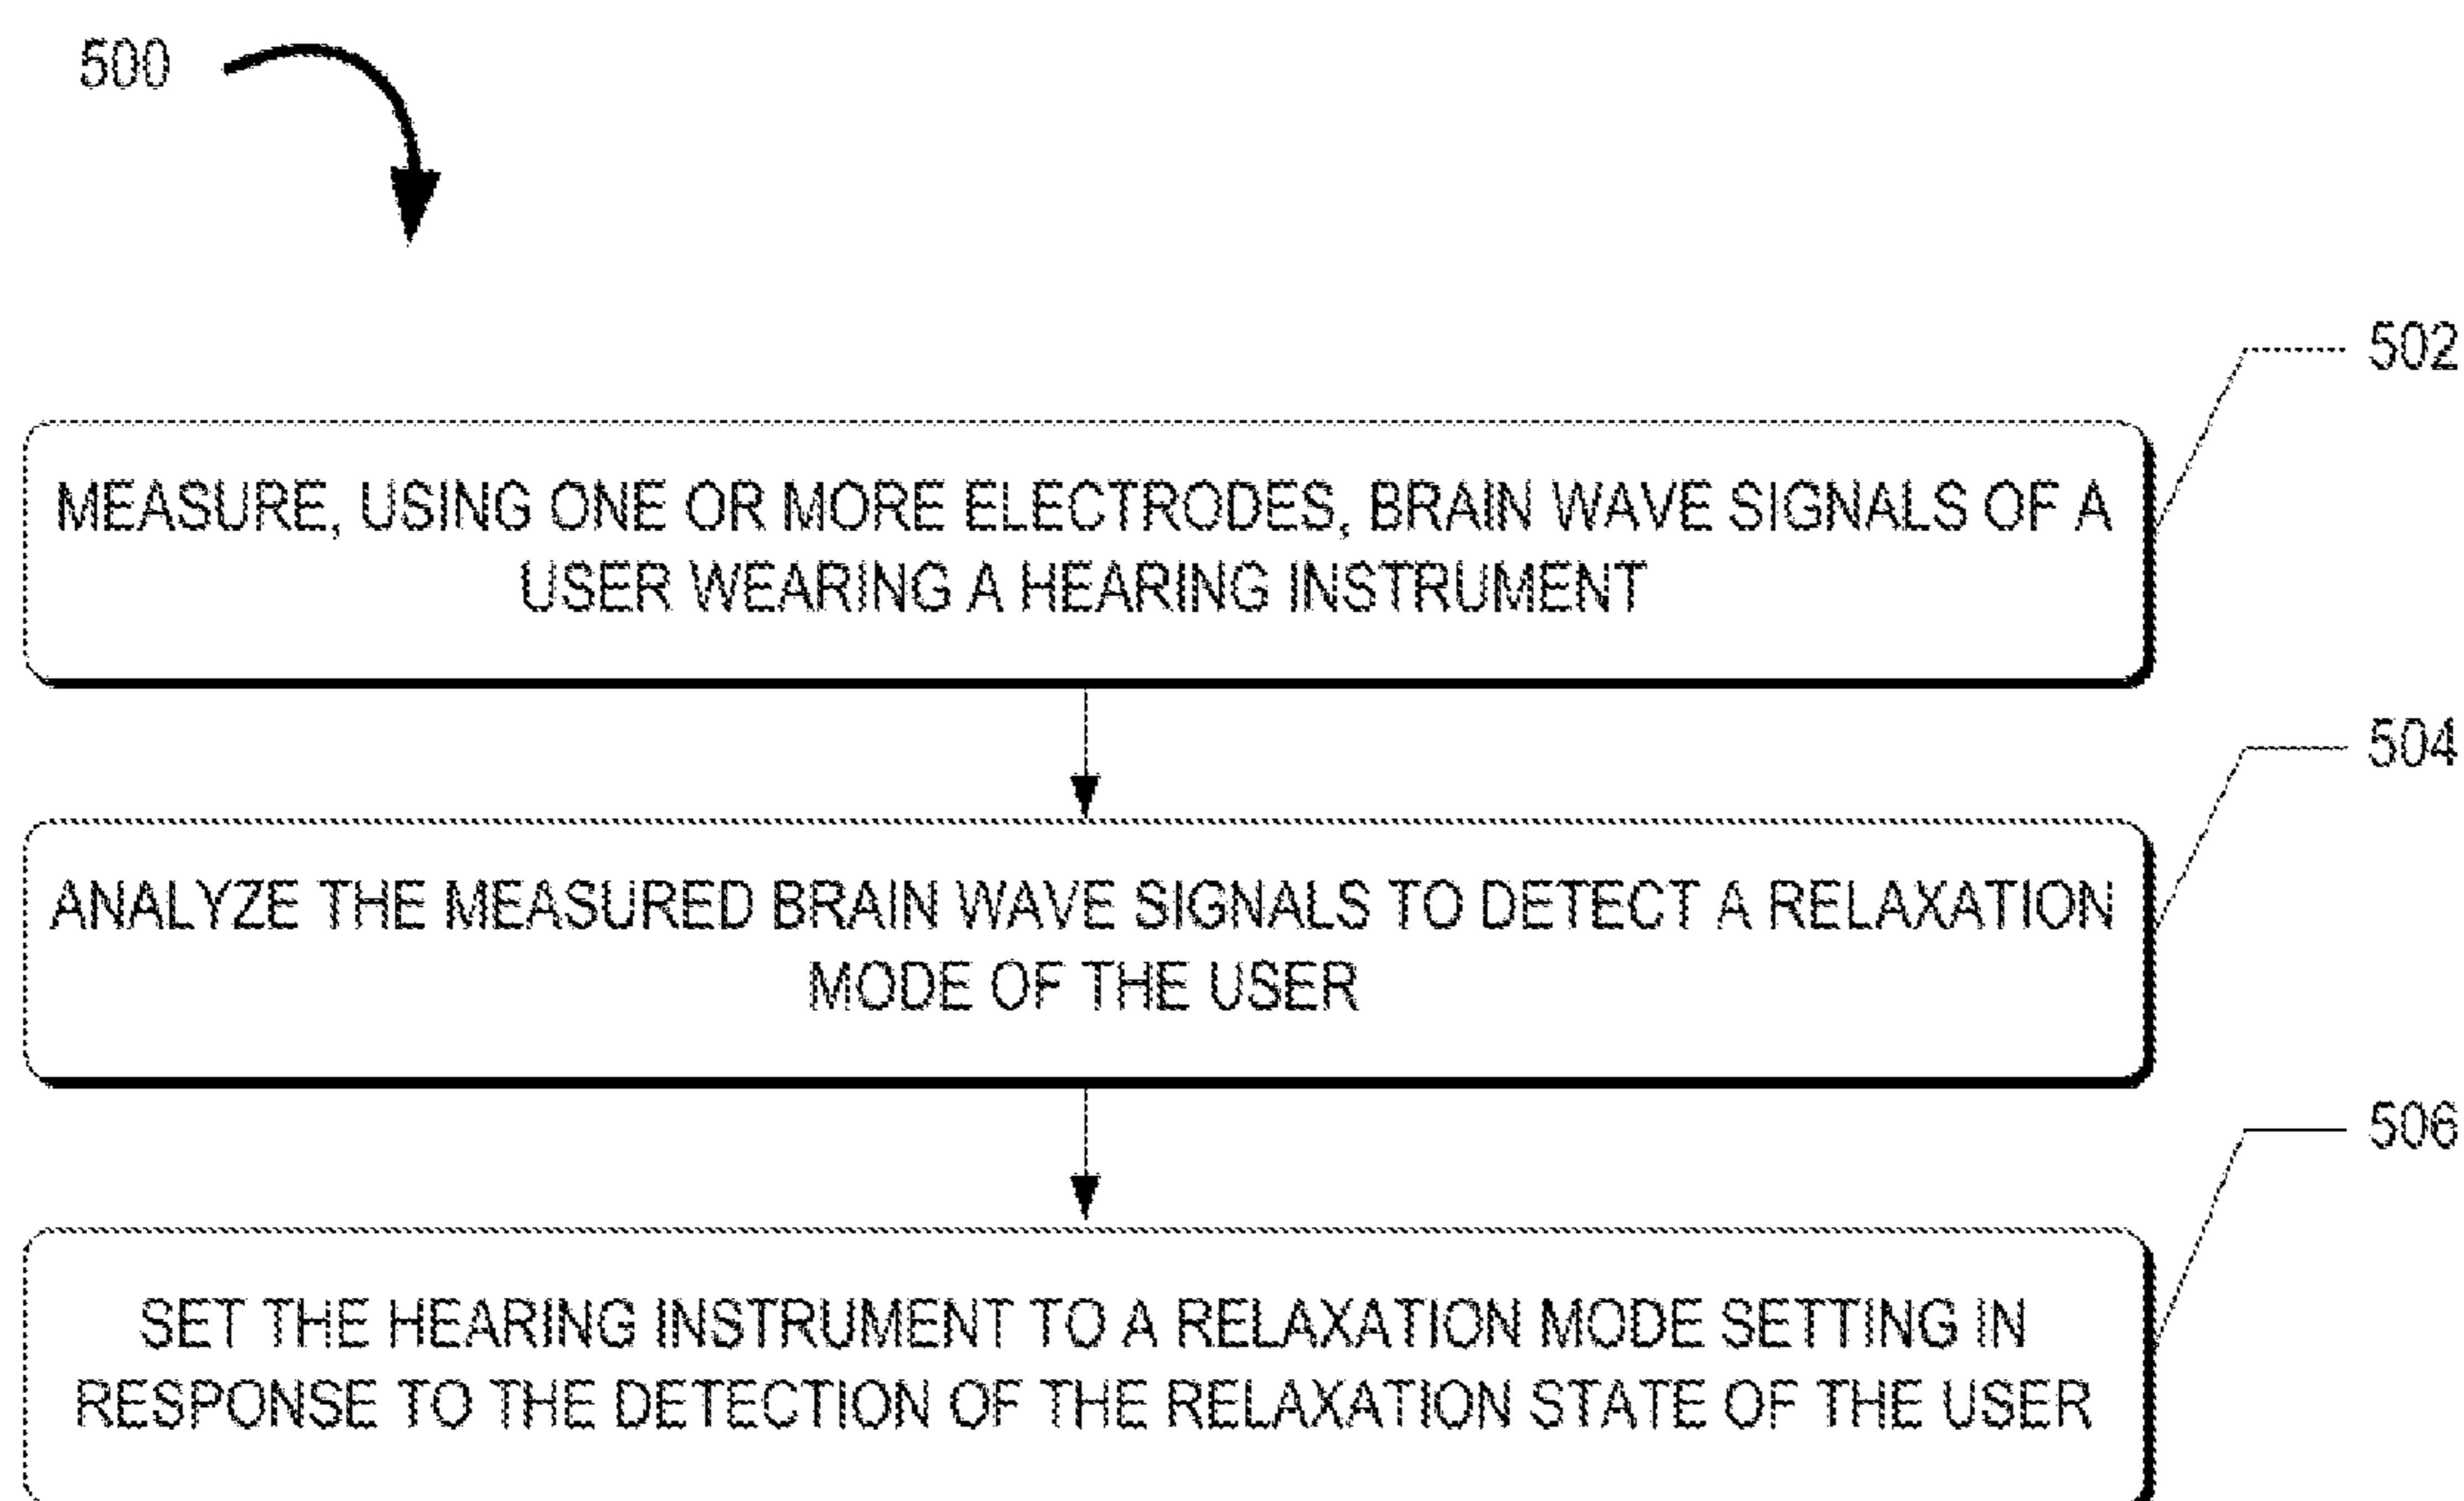 500
502
MEASURE, USING ONE OR MORE ELECTRODES, BRAIN WAVE SIGNALS OF A
USER WEARING A HEARING INSTRUMENT
504
ANALYZE THE MEASURED BRAIN WAVE SIGNALS TO DETECT A RELAXATION
MODE OF THE USER
506
SET THE HEARING INSTRUMENT TO A RELAXATION MODE SETTING IN
RESPONSE TO THE DETECTION OF THE RELAXATION STATE OF THE USER